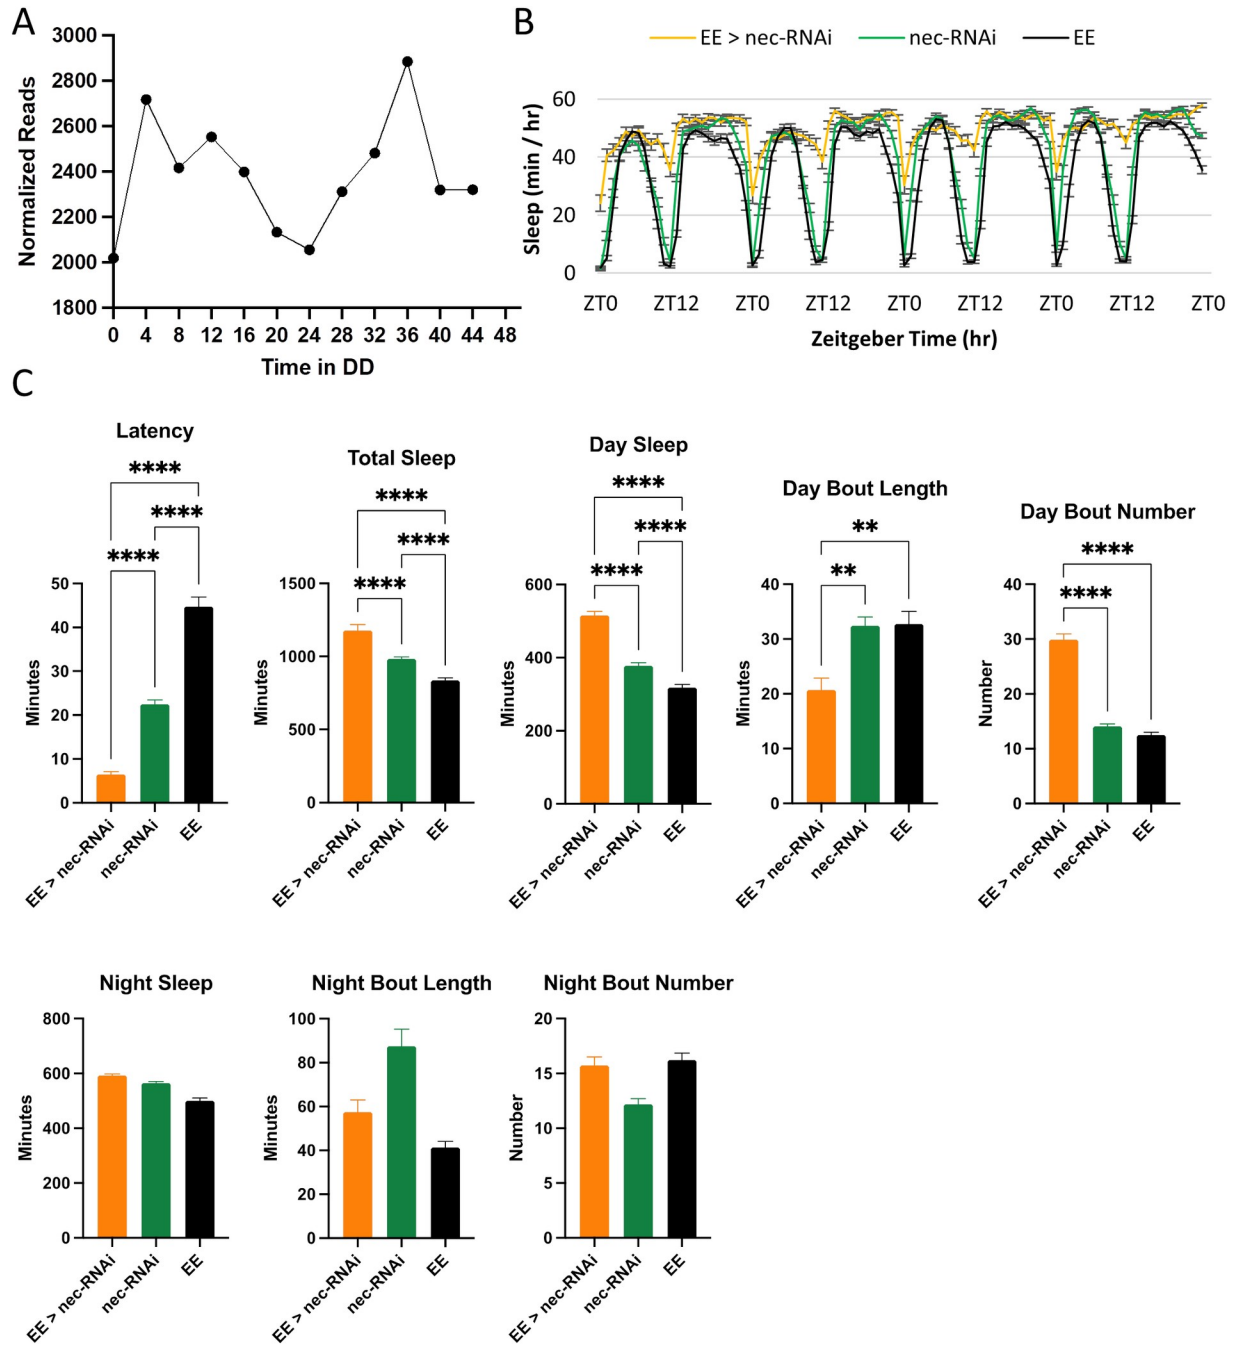 A
3000
2800
2600
2400
2200
2000
1800
Normalized Reads
0 4 8 12 16 20 24 28 32 36 40 44 48
Time in DD
B
EE > nec-RNAi nec-RNAi EE
60
40
20
0
Sleep (min / hr)
ZT0 ZT12 ZT0 ZT12 ZT0 ZT12 ZT0 ZT12 ZT0
Zeitgeber Time (hr)
C
Latency
****
****
****
50
40
30
20
10
0
Minutes
EE > nec-RNAi
nec-RNAi
EE
Total Sleep
****
****
****
1500
1000
500
0
Minutes
EE > nec-RNAi
nec-RNAi
EE
Day Sleep
****
****
****
600
400
200
0
Minutes
EE > nec-RNAi
nec-RNAi
EE
Day Bout Length
**
**
40
30
20
10
0
Minutes
EE > nec-RNAi
nec-RNAi
EE
Day Bout Number
****
****
40
30
20
10
0
Number
EE > nec-RNAi
nec-RNAi
EE
Night Sleep
800
600
400
200
0
Minutes
EE > nec-RNAi
nec-RNAi
EE
Night Bout Length
100
80
60
40
20
0
Minutes
EE > nec-RNAi
nec-RNAi
EE
Night Bout Number
20
15
10
5
0
Number
EE > nec-RNAi
nec-RNAi
EE